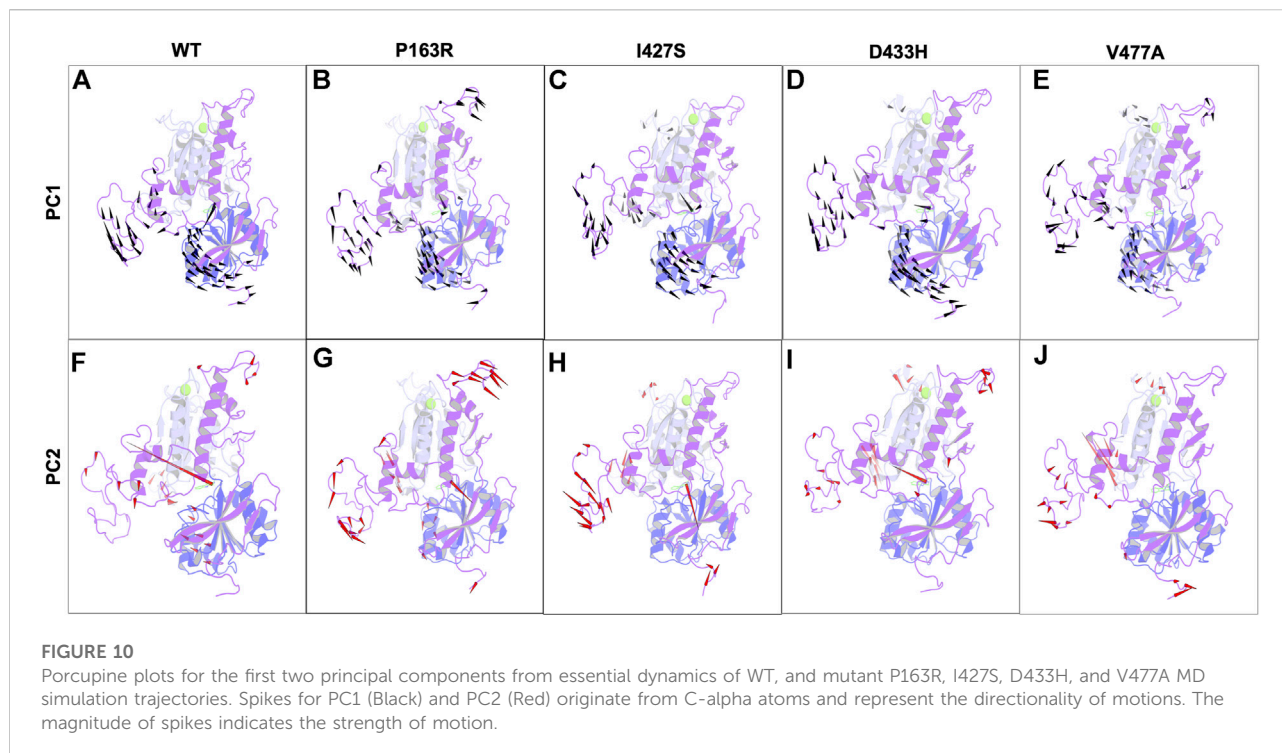 WT P163R I427S D433H V477A
A B C D E
PC1
F G H I J
PC2
FIGURE 10
Porcupine plots for the first two principal components from essential dynamics of WT, and mutant P163R, I427S, D433H, and V477A MD
simulation trajectories. Spikes for PC1 (Black) and PC2 (Red) originate from C-alpha atoms and represent the directionality of motions. The
magnitude of spikes indicates the strength of motion.